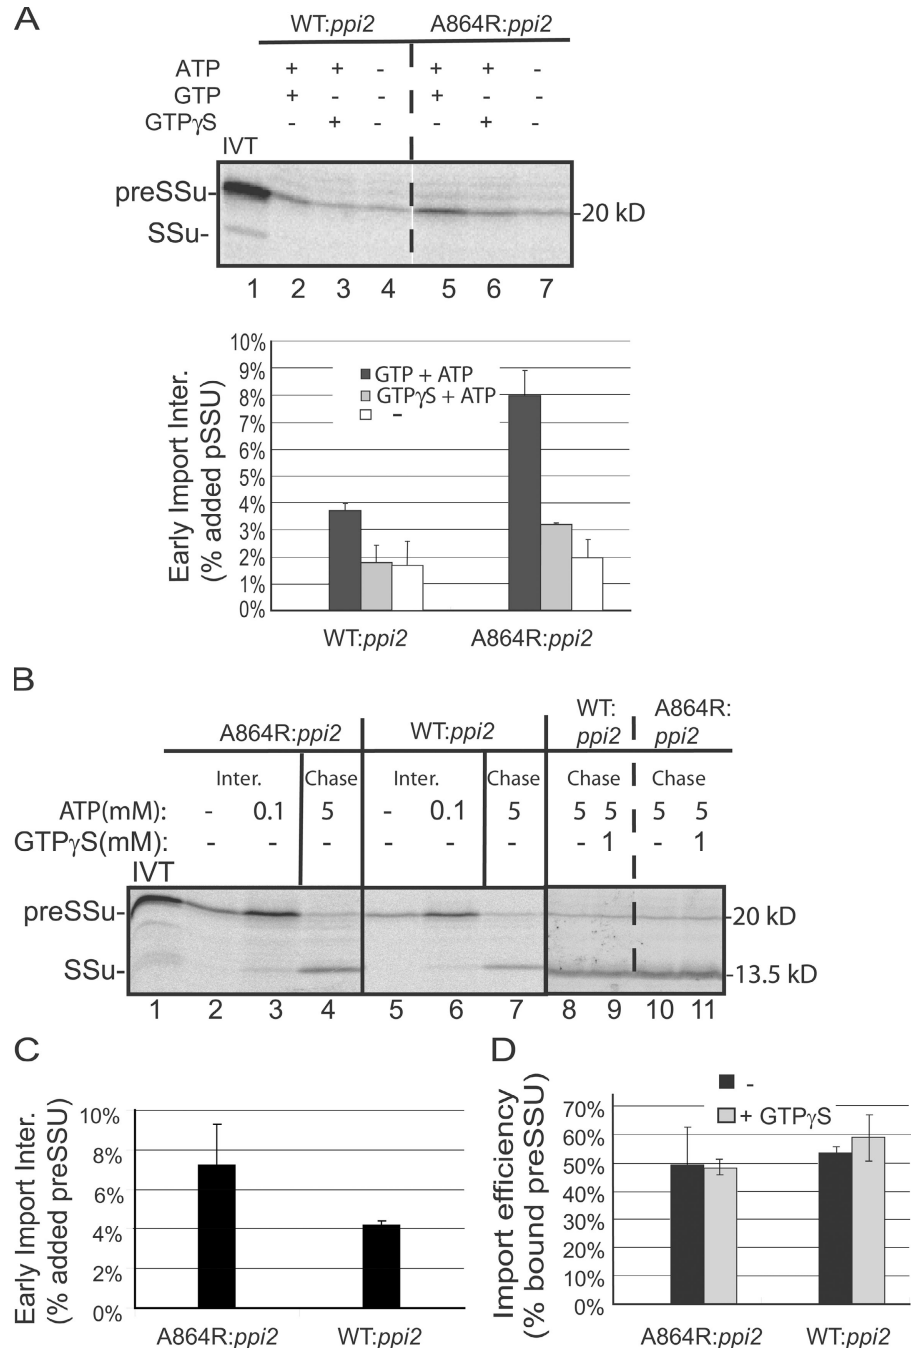 A
WT:ppi2 A864R:ppi2
ATP + + - + + -
GTP + - - + - -
GTPγS - + - - + -
IVT
preSSu-
-20 kD
SSu-
1 2 3 4 5 6 7
10%
9%
8%
7%
6%
5%
4%
3%
2%
1%
0%
Early Import Inter.
(% added pSSU)
GTP + ATP
GTPγS + ATP
-
WT:ppi2 A864R:ppi2
B
A864R:ppi2 WT:ppi2 WT: ppi2 A864R: ppi2
Inter. Chase Inter. Chase Chase Chase
ATP(mM): - 0.1 5 - 0.1 5 5 5 5 5
GTPγS(mM): - - - - - - - 1 - 1
IVT
preSSu- -20 kD
SSu- -13.5 kD
1 2 3 4 5 6 7 8 9 10 11
C
Early Import Inter.
(% added preSSU)
10%
8%
6%
4%
2%
0%
A864R:ppi2 WT:ppi2
D
Import efficiency
(% bound preSSU)
-
+ GTPγS
70%
60%
50%
40%
30%
20%
10%
0%
A864R:ppi2 WT:ppi2